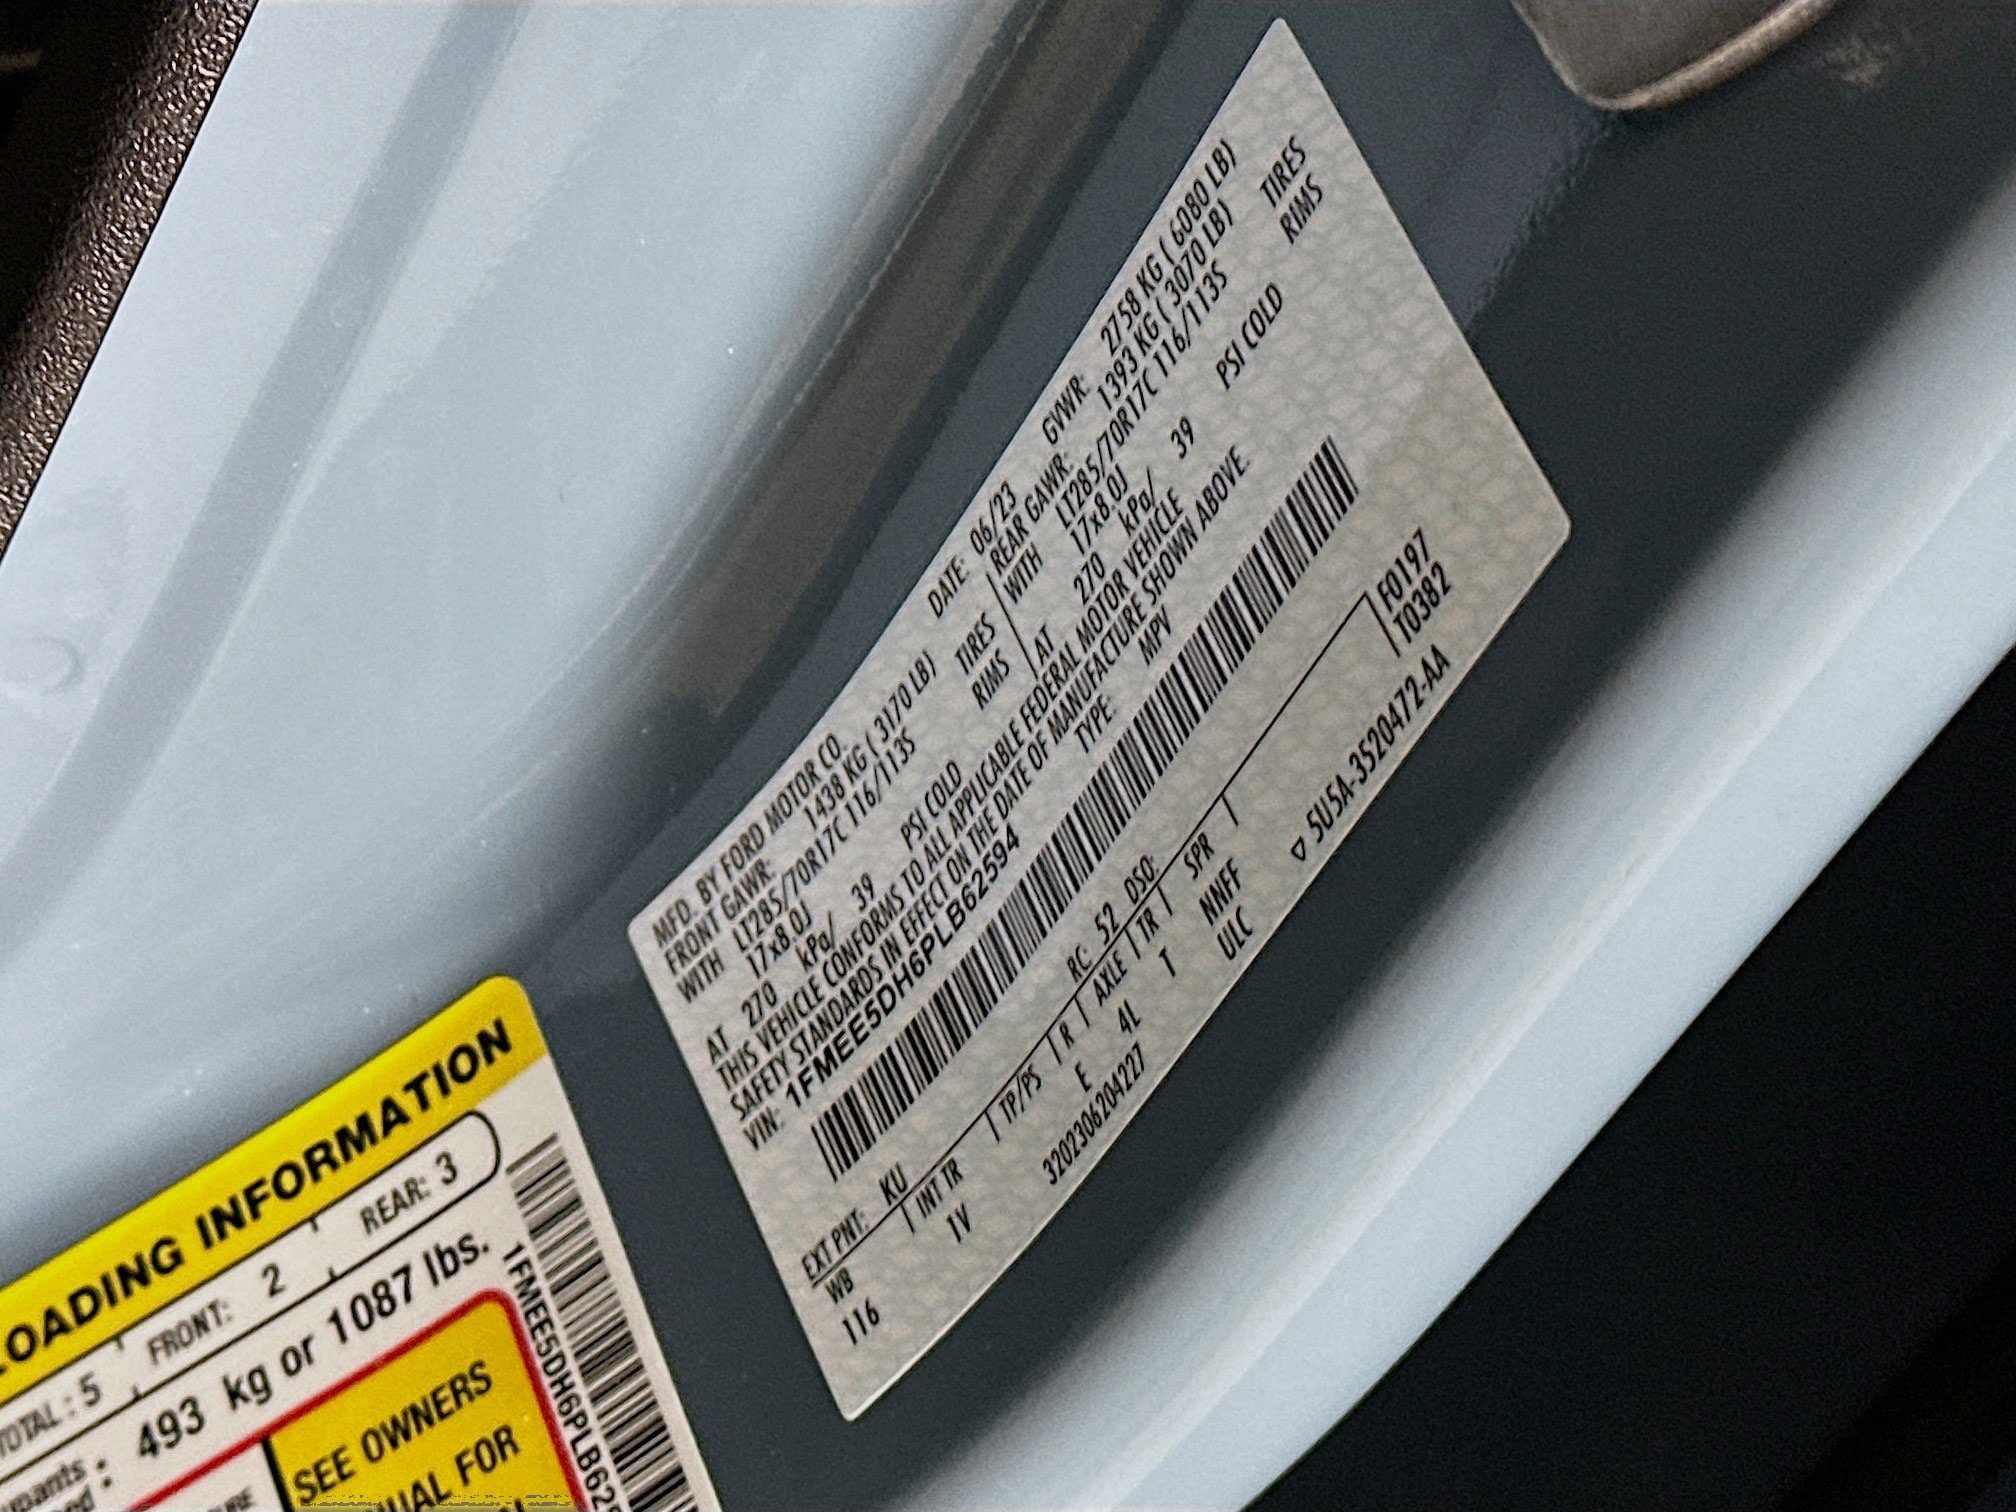 MFD. BY FORD MOTOR CO. DATE: 06/23 GVWR: 2758 KG ( 6080 LB)
FRONT GAWR: 1438 KG ( 3170 LB) REAR GAWR: 1393 KG ( 3070 LB)
WITH LT285/70R17C 116/113S TIRES WITH LT285/70R17C 116/113S TIRES
17x8.0J RIMS 17x8.0J RIMS
AT 270 kPa/ 39 PSI COLD AT 270 kPa/ 39 PSI COLD
THIS VEHICLE CONFORMS TO ALL APPLICABLE FEDERAL MOTOR VEHICLE
SAFETY STANDARDS IN EFFECT ON THE DATE OF MANUFACTURE SHOWN ABOVE.
VIN: 1FMEE5DH6PLB62594 TYPE: MPV
EXT PNT: KU RC: 52 DSO: F0197
WB INT TR TP/PS R AXLE TR SPR T0382
116 1V E 4L T NNFF
ULC
3202306204227 5U5A-3520472-AA
LOADING INFORMATION
TOTAL : 5 FRONT: 2 REAR: 3
493 kg or 1087 lbs.
SEE OWNERS
FOR
1FMEE5DH6PLB62